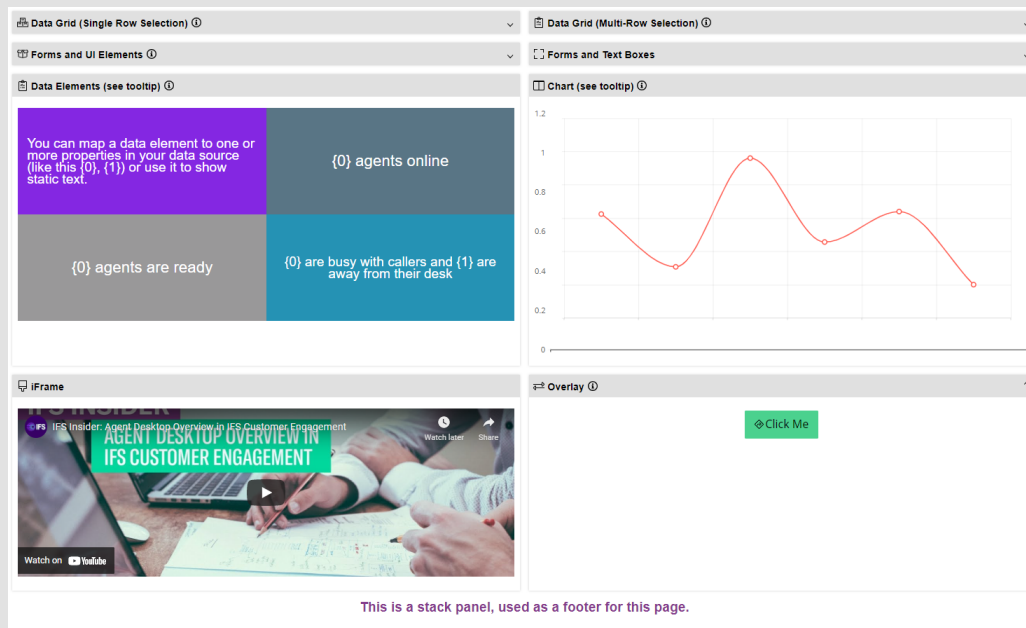 Data Grid (Single Row Selection)
Data Grid (Multi-Row Selection)
Forms and UI Elements
Forms and Text Boxes
Data Elements (see tooltip)
Chart (see tooltip)
You can map a data element to one or
more properties in your data source
(like this {0}, {1}) or use it to show
static text.
{0} agents online
{0} agents are ready
{0} are busy with callers and {1} are
away from their desk
1.2
1
0.8
0.6
0.4
0.2
0
iFrame
Overlay
IFS INSIDER
IFS
IFS Insider: Agent Desktop Overview in IFS Customer Engagement
Watch later
Share
AGENT DESKTOP OVERVIEW IN
IFS CUSTOMER ENGAGEMENT
Watch on YouTube
Click Me
This is a stack panel, used as a footer for this page.